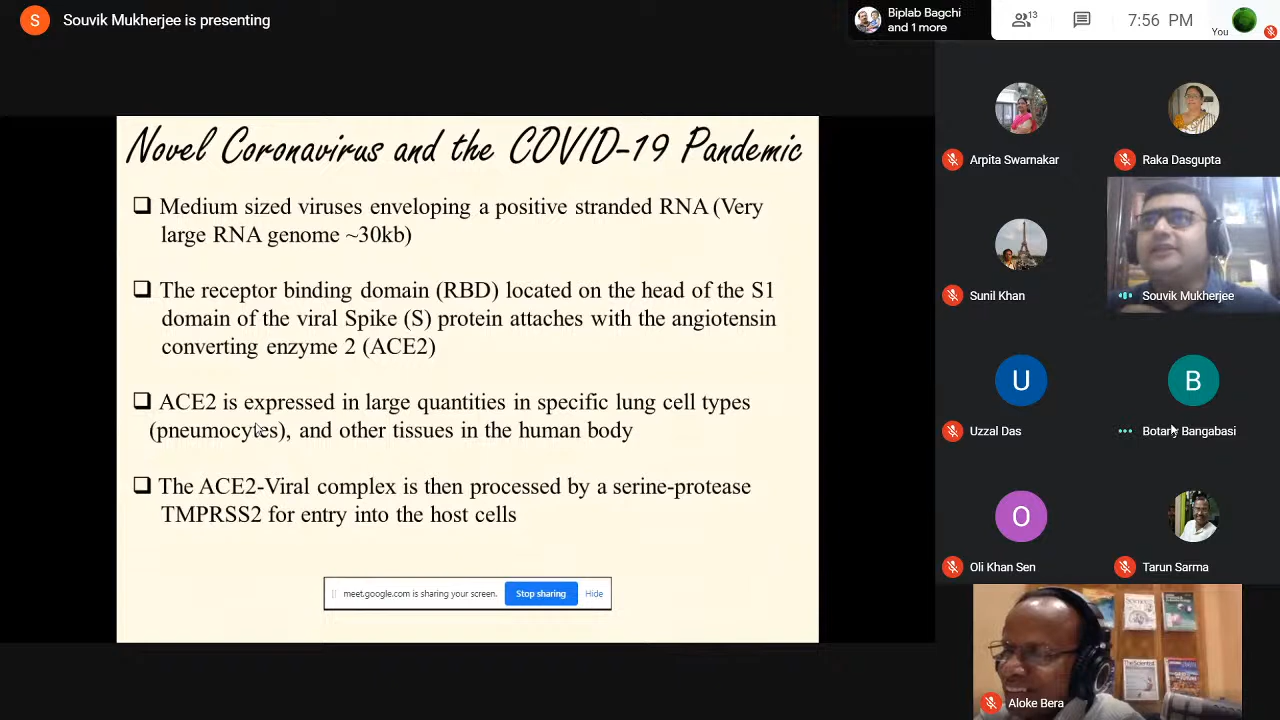 S Souvik Mukherjee is presenting
Biplab Bagchi
and 1 more
13
7:56 PM
You
Novel Coronavirus and the COVID-19 Pandemic
Medium sized viruses enveloping a positive stranded RNA (Very
large RNA genome ~30kb)
The receptor binding domain (RBD) located on the head of the S1
domain of the viral Spike (S) protein attaches with the angiotensin
converting enzyme 2 (ACE2)
ACE2 is expressed in large quantities in specific lung cell types
(pneumocytes), and other tissues in the human body
The ACE2-Viral complex is then processed by a serine-protease
TMPRSS2 for entry into the host cells
meet.google.com is sharing your screen. Stop sharing Hide
Arpita Swarnakar
Raka Dasgupta
Sunil Khan
Souvik Mukherjee
U
Uzzal Das
B
Botany Bangabasi
O
Oli Khan Sen
Tarun Sarma
Science
TheScientist
Aloke Bera